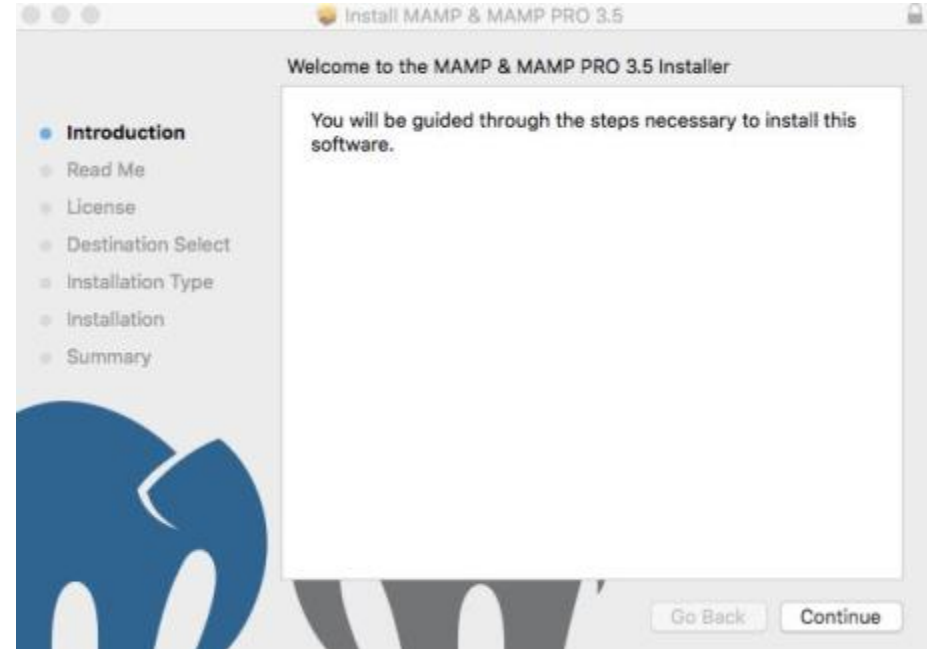 Install MAMP & MAMP PRO 3.5
Welcome to the MAMP & MAMP PRO 3.5 Installer
Introduction
Read Me
License
Destination Select
Installation Type
Installation
Summary
You will be guided through the steps necessary to install this
software.
Go Back
Continue